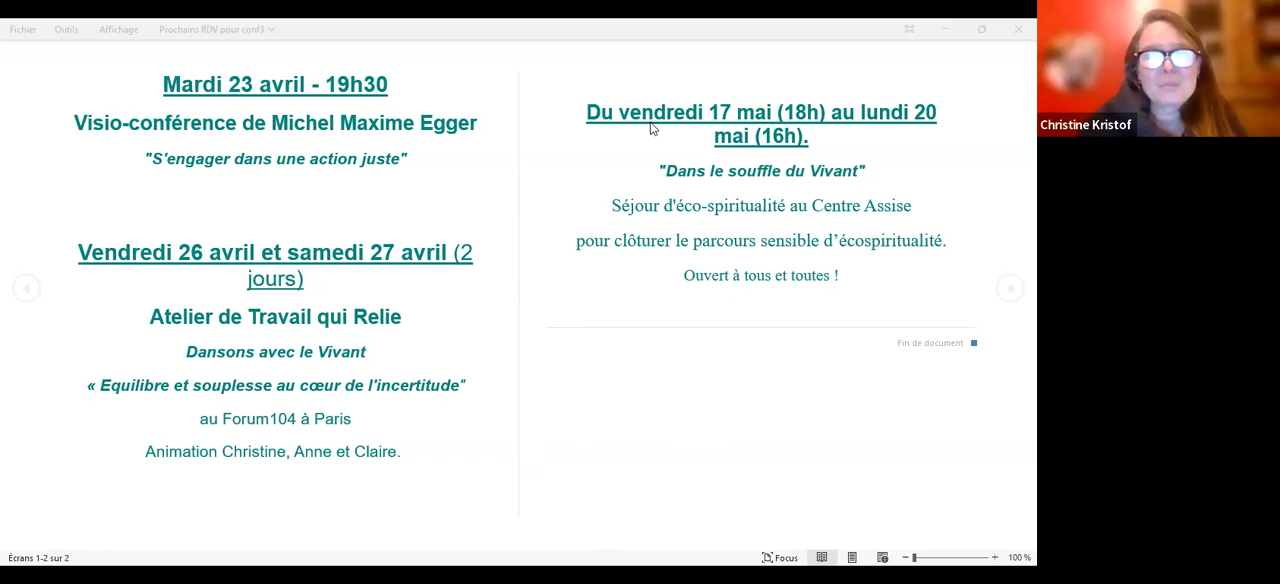 Fichier Outils Affichage Prochains RDV pour conf3
Mardi 23 avril - 19h30
Visio-conférence de Michel Maxime Egger
"S'engager dans une action juste"
Vendredi 26 avril et samedi 27 avril (2
jours)
Atelier de Travail qui Relie
Dansons avec le Vivant
« Equilibre et souplesse au cœur de l'incertitude"
au Forum104 à Paris
Animation Christine, Anne et Claire.
Du vendredi 17 mai (18h) au lundi 20
mai (16h).
"Dans le souffle du Vivant"
Séjour d'éco-spiritualité au Centre Assise
pour clôturer le parcours sensible d’écospiritualité.
Ouvert à tous et toutes !
Fin de document
Christine Kristof
Écrans 1-2 sur 2
Focus
100 %